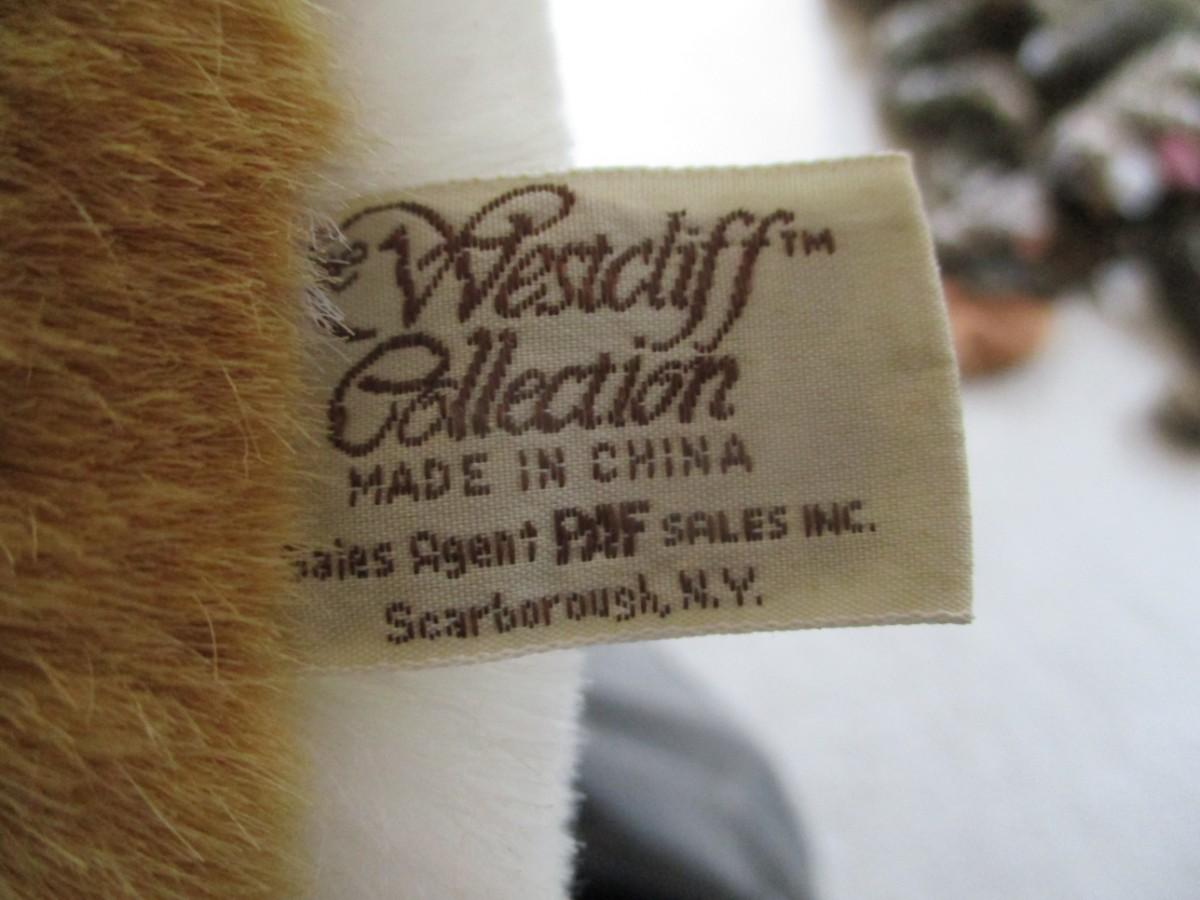 Westcliff™
Collection
MADE IN CHINA
Sales Agent PMF SALES INC.
Scarborough, N.Y.